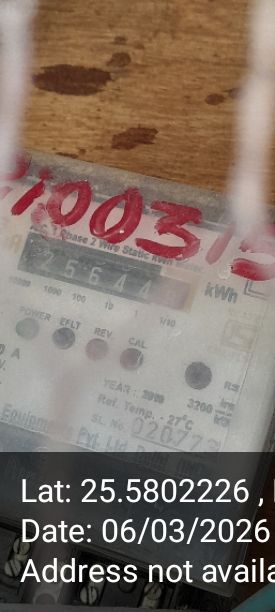 100315
Phase 2 Wire Static kWh
25644
kWh
10000 1000 100 10 1 1/10
POWER EFLT REV. CAL
YEAR: 2009
3200
Ref. Temp. - 27°C
SL. No. 02077
Equipment Pvt. Ltd.
Lat: 25.5802226 ,
Date: 06/03/2026
Address not availa